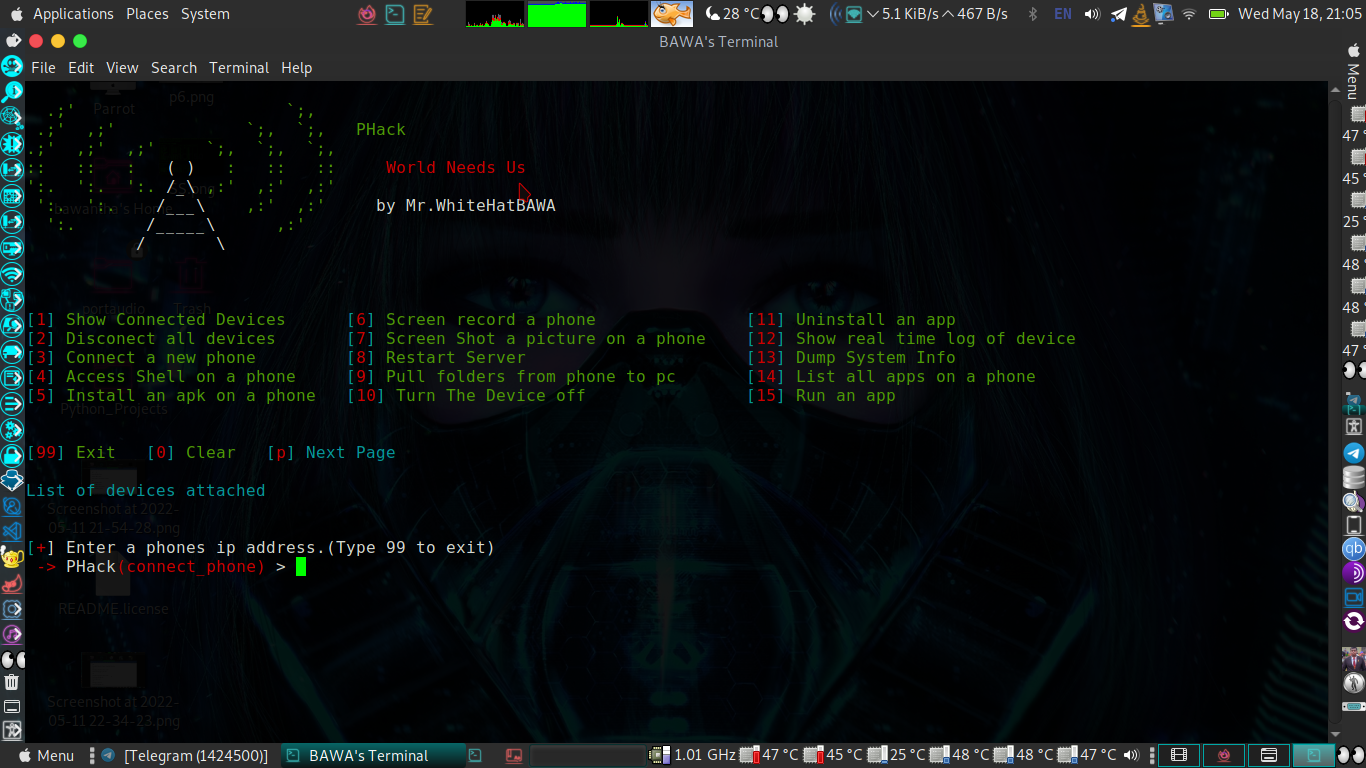 Applications Places System 28 °C 5.1 KiB/s 467 B/s EN Wed May 18, 21:05
BAWA's Terminal
File Edit View Search Terminal Help
Menu
Parrot
p6.png
PHack
World Needs Us
by Mr.WhiteHatBAWA
Trash
[1] Show Connected Devices [6] Screen record a phone [11] Uninstall an app
[2] Disconect all devices [7] Screen Shot a picture on a phone [12] Show real time log of device
[3] Connect a new phone [8] Restart Server [13] Dump System Info
[4] Access Shell on a phone [9] Pull folders from phone to pc [14] List all apps on a phone
[5] Install an apk on a phone [10] Turn The Device off [15] Run an app
Python_Projects
[99] Exit [0] Clear [p] Next Page
List of devices attached
Screenshot at 2022-
05-11 21-54-28.png
[+] Enter a phones ip address.(Type 99 to exit)
-> PHack(connect_phone) >
README.license
Screenshot at 2022-
05-11 22-34-23.png
47 °
45 °
25 °
48 °
48 °
47 °
qb
Menu [Telegram (1424500)] BAWA's Terminal 1.01 GHz 47 °C 45 °C 25 °C 48 °C 48 °C 47 °C